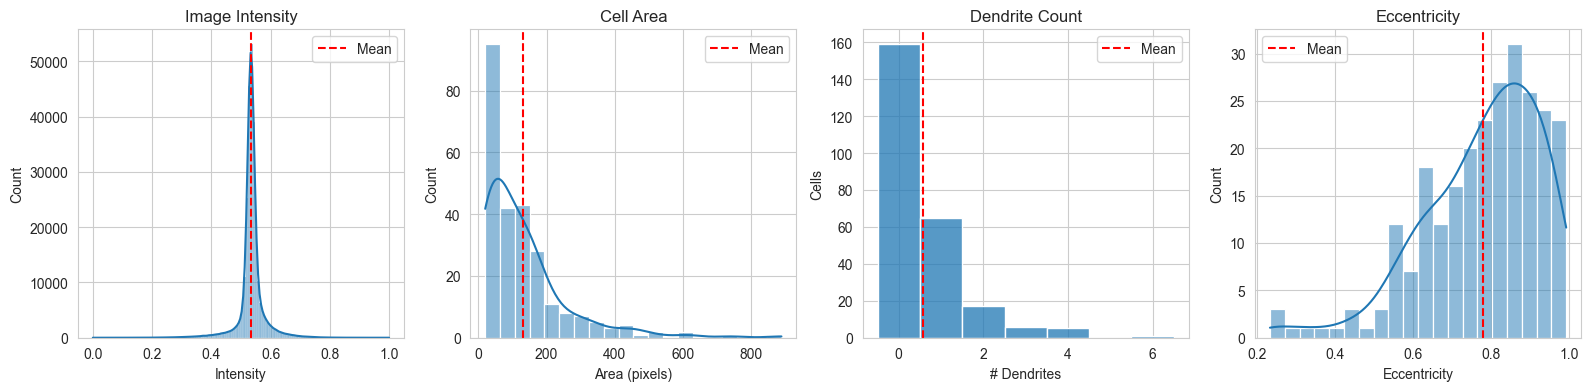 Image Intensity
Mean
50000
40000
30000
20000
10000
0
Count
0.0 0.2 0.4 0.6 0.8 1.0
Intensity
Cell Area
Mean
80
60
40
20
0
Count
0 200 400 600 800
Area (pixels)
Dendrite Count
Mean
160
140
120
100
80
60
40
20
0
Cells
0 2 4 6
# Dendrites
Eccentricity
Mean
30
25
20
15
10
5
0
Count
0.2 0.4 0.6 0.8 1.0
Eccentricity